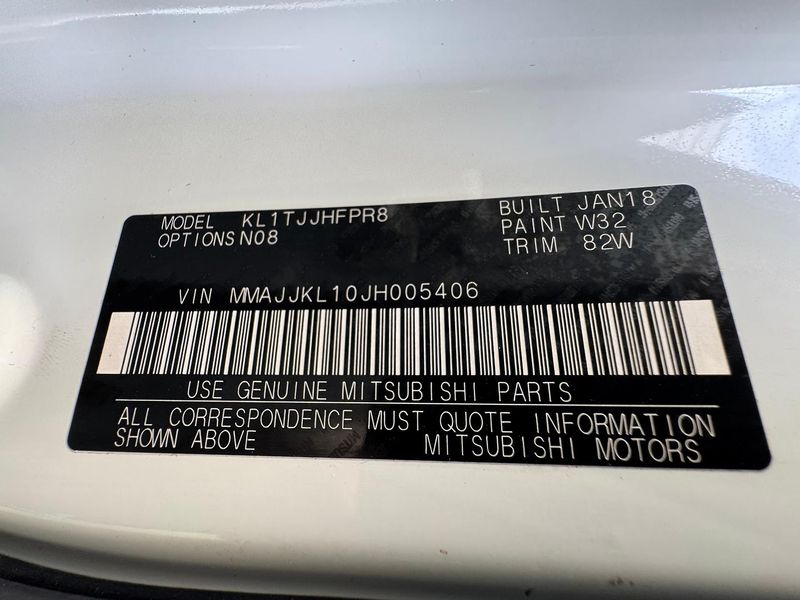 MODEL KL1TJJHFPR8 BUILT JAN18
OPTIONS N08 PAINT W32
TRIM 82W
VIN MMAJJKL10JH005406
USE GENUINE MITSUBISHI PARTS
ALL CORRESPONDENCE MUST QUOTE INFORMATION
SHOWN ABOVE MITSUBISHI MOTORS